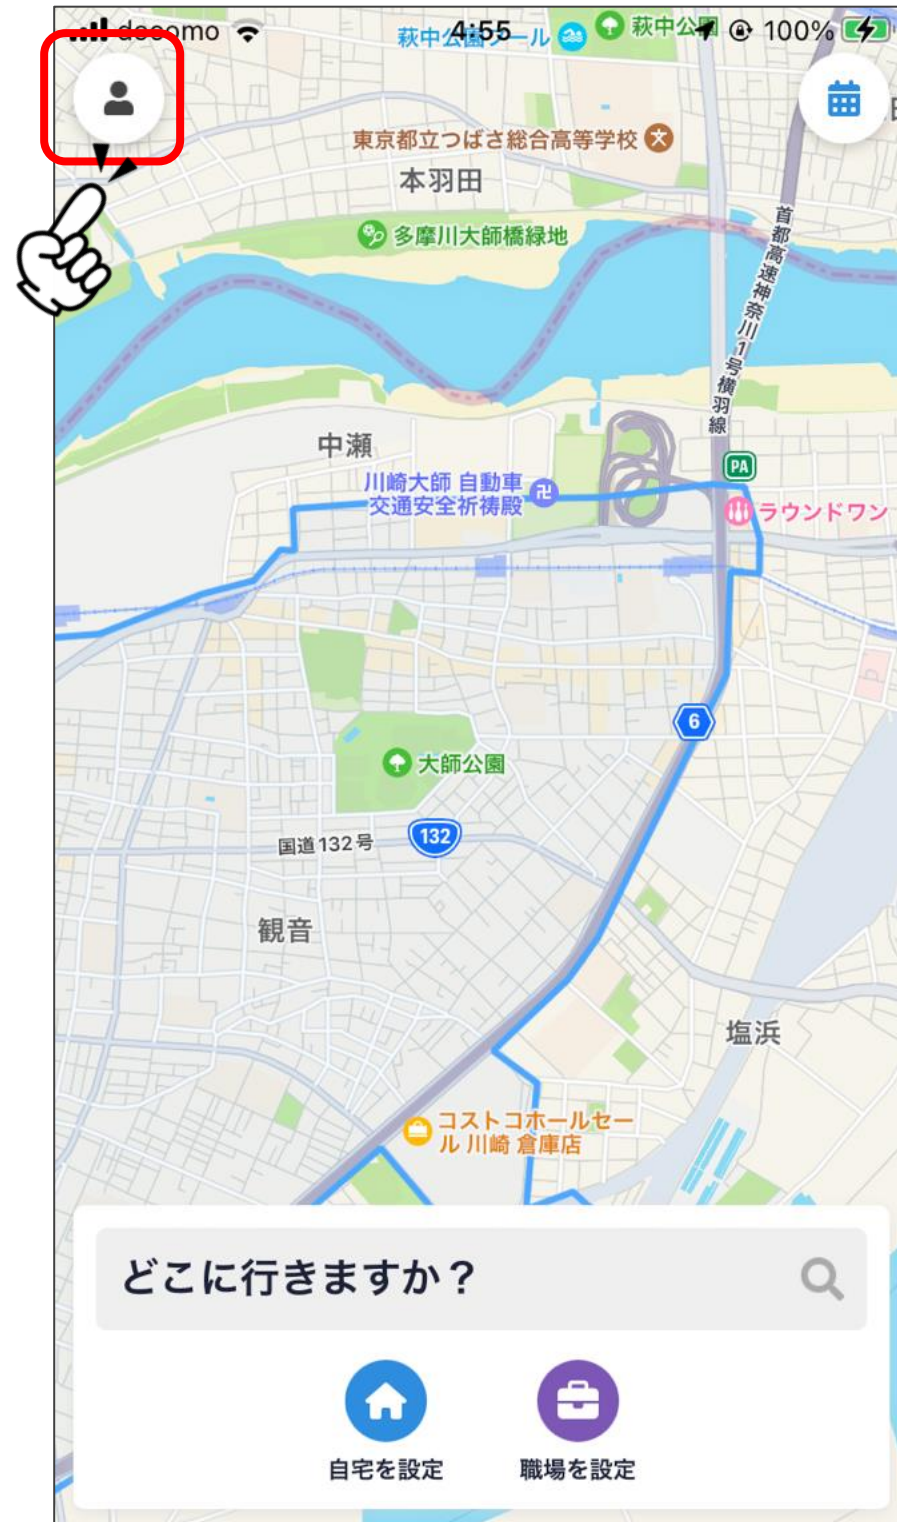 docomo 4:55 100%
萩中公園プール
萩中公園
東京都立つばさ総合高等学校
本羽田
多摩川大師橋緑地
首都高速神奈川1号横羽線
中瀬
川崎大師 自動車
交通安全祈祷殿
PA
ラウンドワン
6
大師公園
国道132号
132
観音
塩浜
コストコホールセー
ル 川崎 倉庫店
どこに行きますか?
自宅を設定
職場を設定